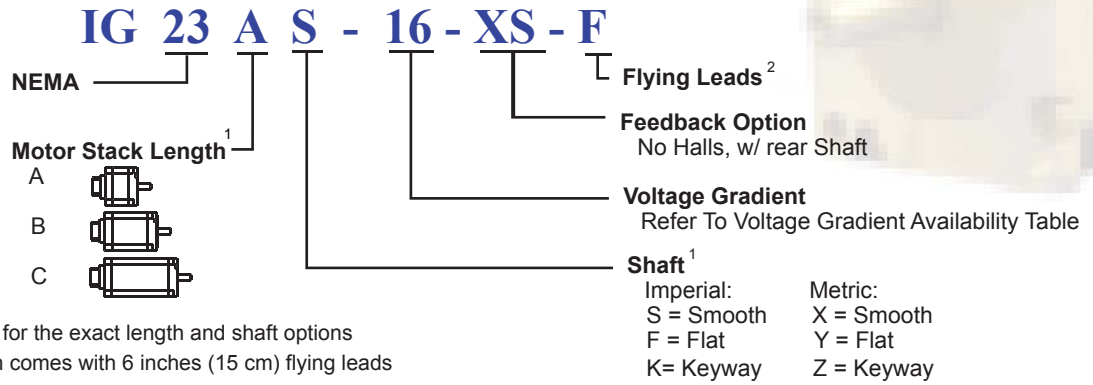 IG 23 A S - 16 - XS - F
NEMA
Flying Leads 2
Feedback Option
No Halls, w/ rear Shaft
Motor Stack Length 1
A
B
C
Voltage Gradient
Refer To Voltage Gradient Availability Table
Shaft 1
Imperial: Metric:
S = Smooth X = Smooth
F = Flat Y = Flat
K= Keyway Z = Keyway
for the exact length and shaft options
comes with 6 inches (15 cm) flying leads